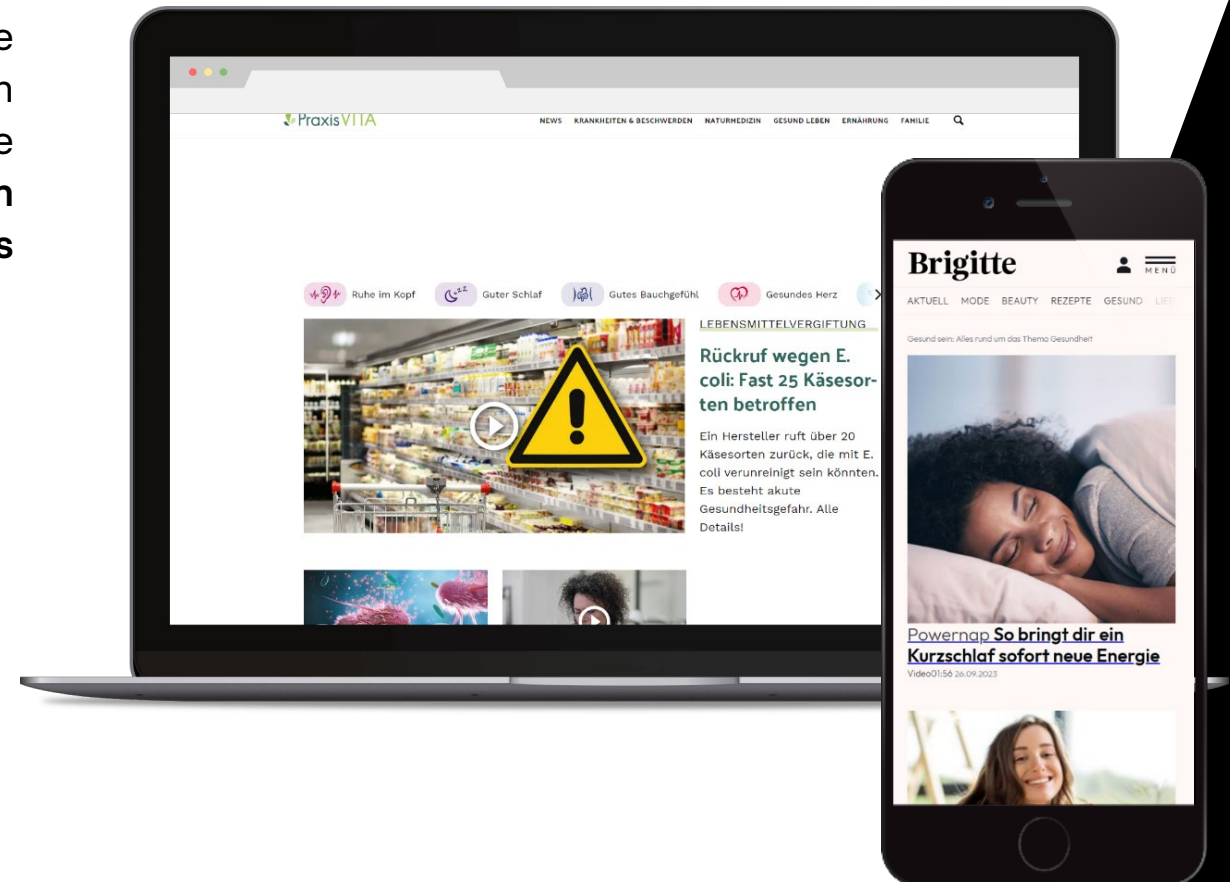 e
n
e
n
s
PraxisVITA
NEWS KRANKHEITEN & BESCHWERDEN NATURMEDIZIN GESUND LEBEN ERNÄHRUNG FAMILIE
Ruhe im Kopf Guter Schlaf Gutes Bauchgefühl Gesundes Herz
LEBENSMITTELVERGIFTUNG
Rückruf wegen E.
coli: Fast 25 Käsesor-
ten betroffen
Ein Hersteller ruft über 20
Käsesorten zurück, die mit E.
coli verunreinigt sein könnten.
Es besteht akute
Gesundheitsgefahr. Alle
Details!
Brigitte
MENÜ
AKTUELL MODE BEAUTY REZEPTE GESUND LIE
Gesund sein: Alles rund um das Thema Gesundheit
Powernap So bringt dir ein
Kurzschlaf sofort neue Energie
Video01:56 26.09.2023